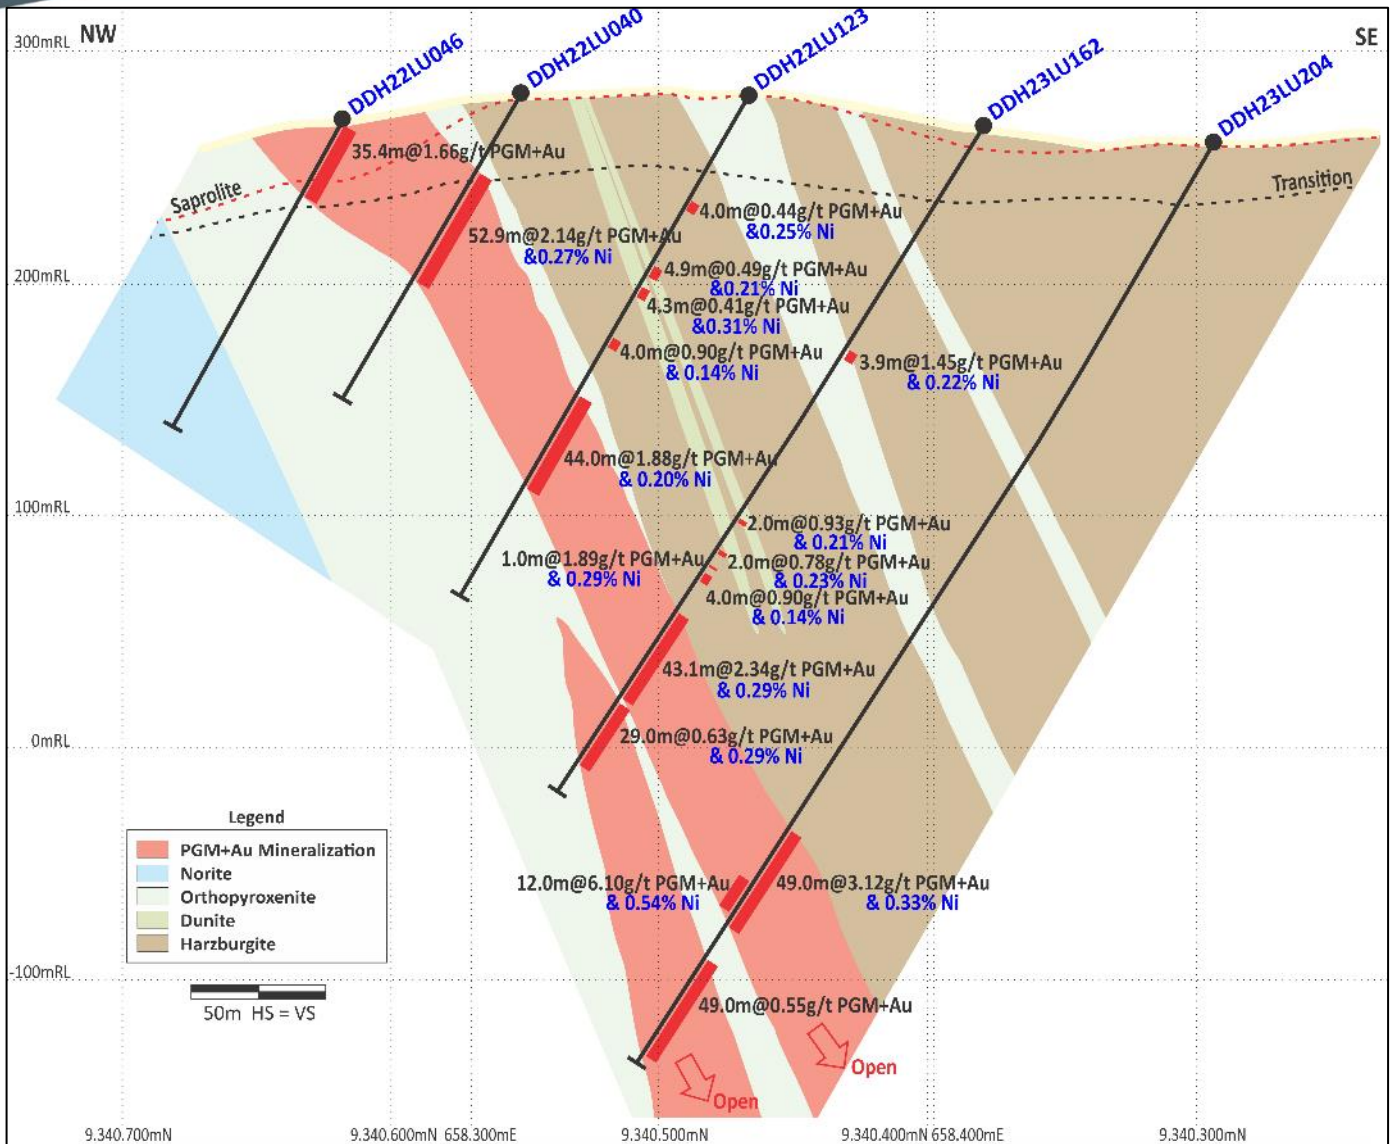 NW
SE
300mRL
DDH22LU046
DDH22LU040
DDH22LU123
DDH23LU162
DDH23LU204
35.4m@1.66g/t PGM+Au
Saprolite
Transition
4.0m@0.44g/t PGM+Au
&0.25% Ni
52.9m@2.14g/t PGM+Au
&0.27% Ni
200mRL
4.9m@0.49g/t PGM+Au
&0.21% Ni
4.3m@0.41g/t PGM+Au
&0.31% Ni
4.0m@0.90g/t PGM+Au
& 0.14% Ni
3.9m@1.45g/t PGM+Au
& 0.22% Ni
44.0m@1.88g/t PGM+Au
& 0.20% Ni
100mRL
2.0m@0.93g/t PGM+Au
& 0.21% Ni
1.0m@1.89g/t PGM+Au
& 0.29% Ni
2.0m@0.78g/t PGM+Au
& 0.23% Ni
4.0m@0.90g/t PGM+Au
& 0.14% Ni
43.1m@2.34g/t PGM+Au
& 0.29% Ni
29.0m@0.63g/t PGM+Au
& 0.29% Ni
0mRL
Legend
PGM+Au Mineralization
Norite
Orthopyroxenite
Dunite
Harzburgite
12.0m@6.10g/t PGM+Au
& 0.54% Ni
49.0m@3.12g/t PGM+Au
& 0.33% Ni
-100mRL
50m HS = VS
49.0m@0.55g/t PGM+Au
Open
Open
9.340.700mN
9.340.600mN
658.300mE
9.340.500mN
9.340.400mN
658.400mE
9.340.300mN